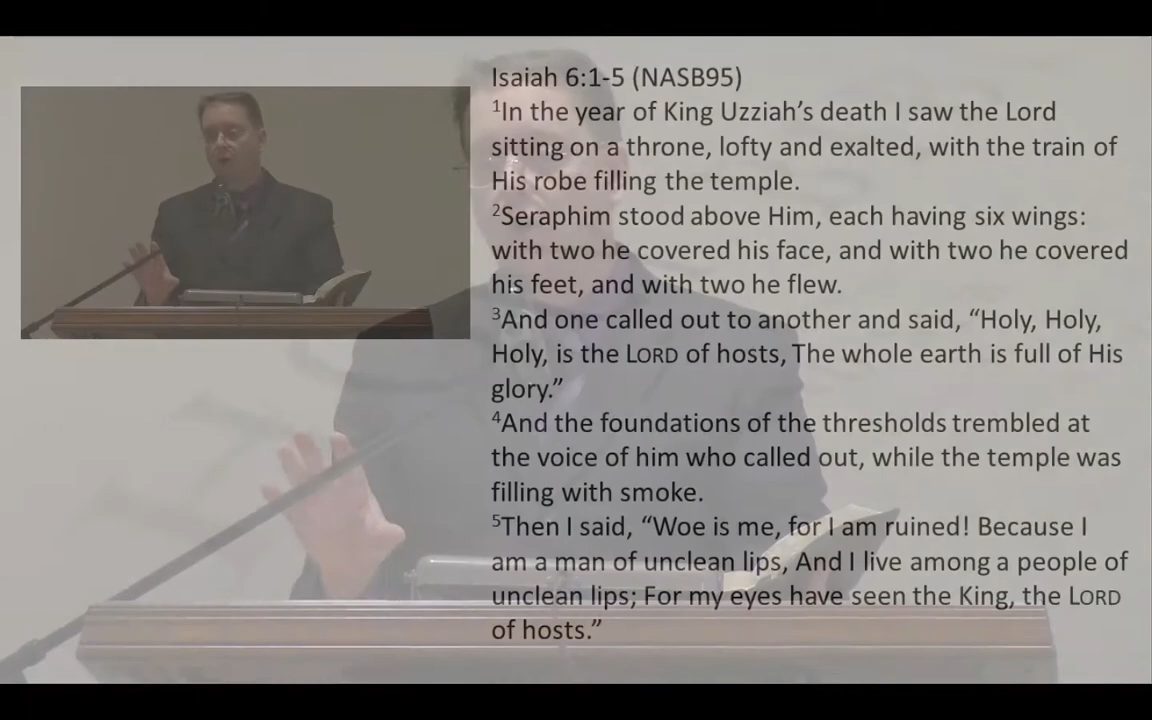 Isaiah 6:1-5 (NASB95)
¹In the year of King Uzziah’s death I saw the Lord
sitting on a throne, lofty and exalted, with the train of
His robe filling the temple.
²Seraphim stood above Him, each having six wings:
with two he covered his face, and with two he covered
his feet, and with two he flew.
³And one called out to another and said, “Holy, Holy,
Holy, is the LORD of hosts, The whole earth is full of His
glory.”
⁴And the foundations of the thresholds trembled at
the voice of him who called out, while the temple was
filling with smoke.
⁵Then I said, “Woe is me, for I am ruined! Because I
am a man of unclean lips, And I live among a people of
unclean lips; For my eyes have seen the King, the LORD
of hosts.”